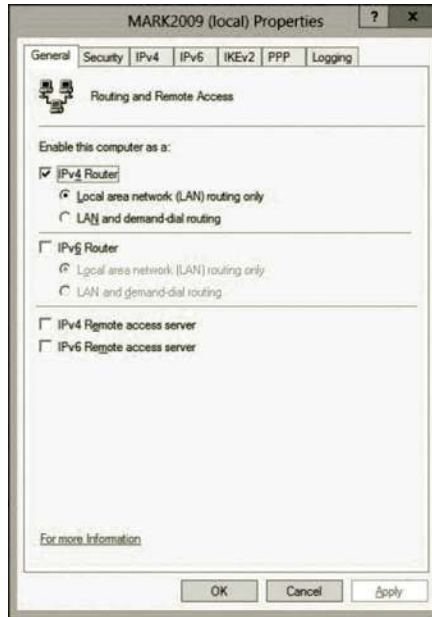 MARK2009 (local) Properties ? x
General Security IPv4 IPv6 IKEv2 PPP Logging
Routing and Remote Access
Enable this computer as a:
IPv4 Router
Local area network (LAN) routing only
LAN and demand-dial routing
IPv6 Router
Local area network (LAN) routing only
LAN and demand-dial routing
IPv4 Remote access server
IPv6 Remote access server
For more Information
OK Cancel Apply